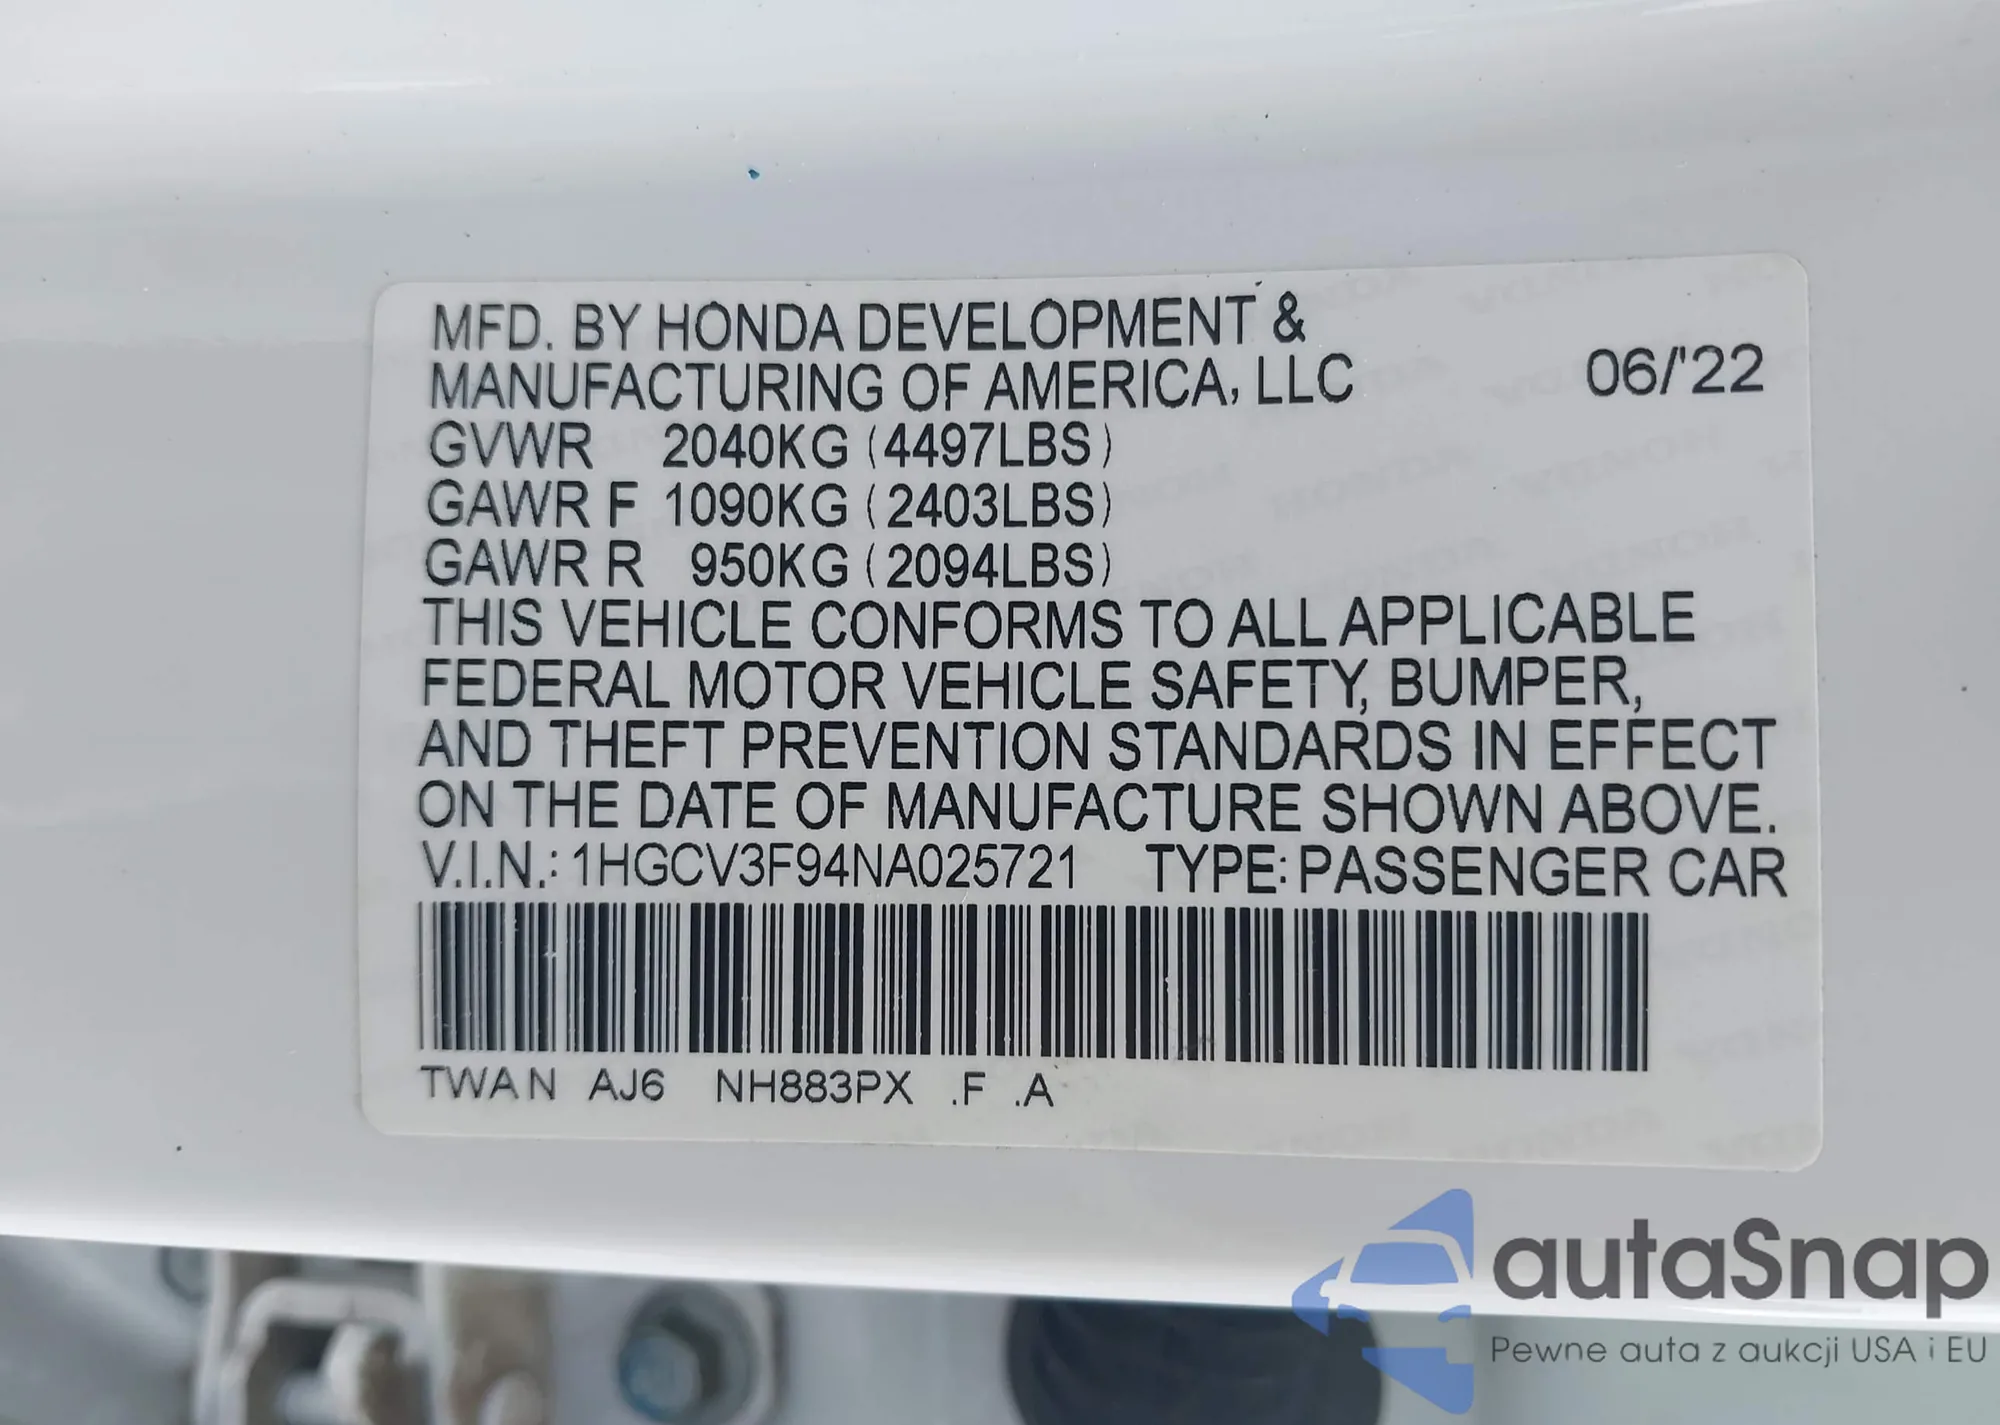 MFD. BY HONDA DEVELOPMENT &
MANUFACTURING OF AMERICA, LLC 06/'22
GVWR 2040KG (4497LBS)
GAWR F 1090KG (2403LBS)
GAWR R 950KG (2094LBS)
THIS VEHICLE CONFORMS TO ALL APPLICABLE
FEDERAL MOTOR VEHICLE SAFETY, BUMPER,
AND THEFT PREVENTION STANDARDS IN EFFECT
ON THE DATE OF MANUFACTURE SHOWN ABOVE.
V.I.N.: 1HGCV3F94NA025721 TYPE: PASSENGER CAR
TWAN AJ6 NH883PX .F .A
autaSnap
Pewne auta z aukcji USA i EU